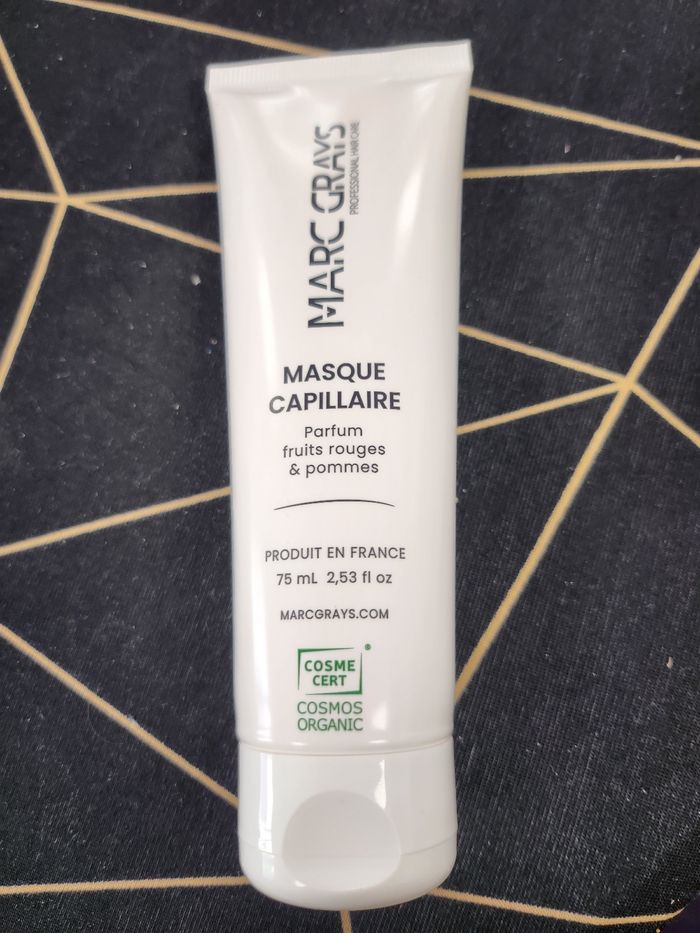 MARC GRAYS
PROFESSIONAL HAIR CARE
MASQUE
CAPILLAIRE
Parfum
fruits rouges
& pommes
PRODUIT EN FRANCE
75 mL 2,53 fl oz
MARCGRAYS.COM
COSME
CERT
®
COSMOS
ORGANIC